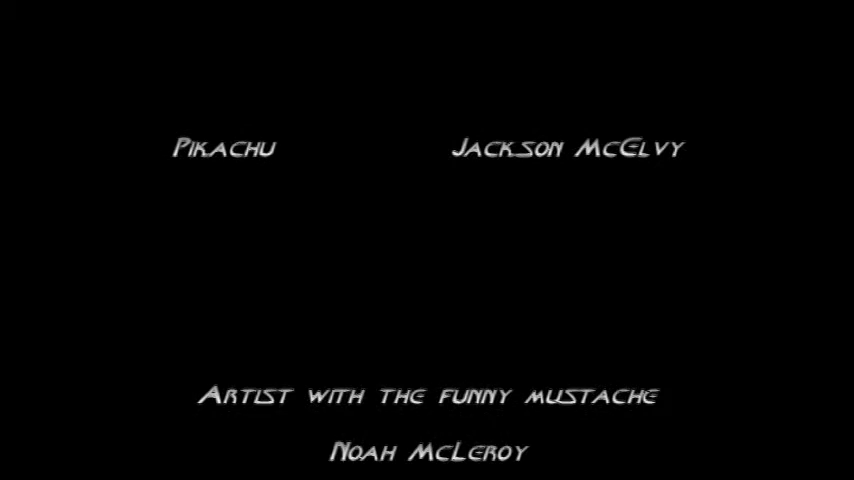 Pikachu Jackson McElvy
Artist with the funny mustache
Noah McLeroy